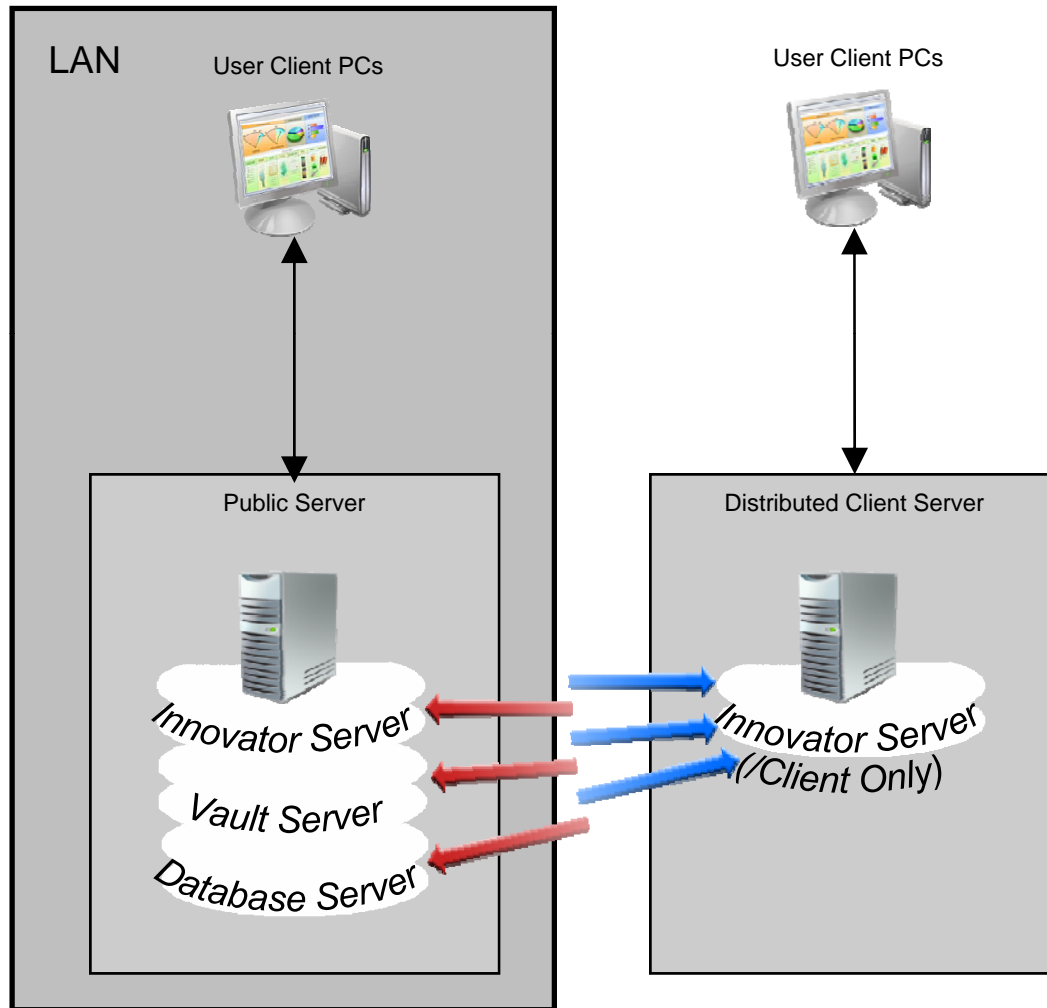 LAN
User Client PCs
User Client PCs
Public Server
Distributed Client Server
Innovator Server
Vault Server
Database Server
Innovator Server
(/Client Only)